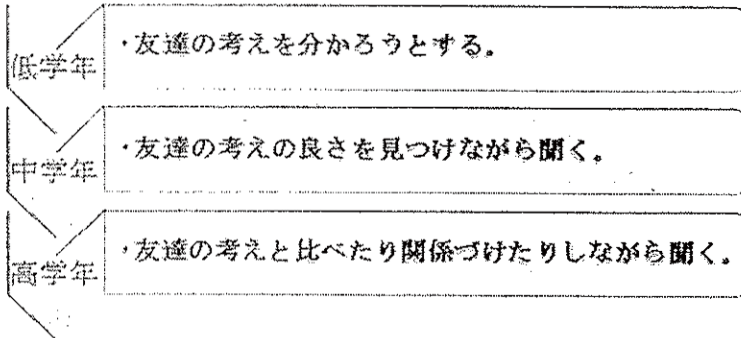 低学年
・友達の考えを分かろうとする。
中学年
・友達の考えの良さを見つけながら聞く。
高学年
・友達の考えと比べたり関係づけたりしながら聞く。